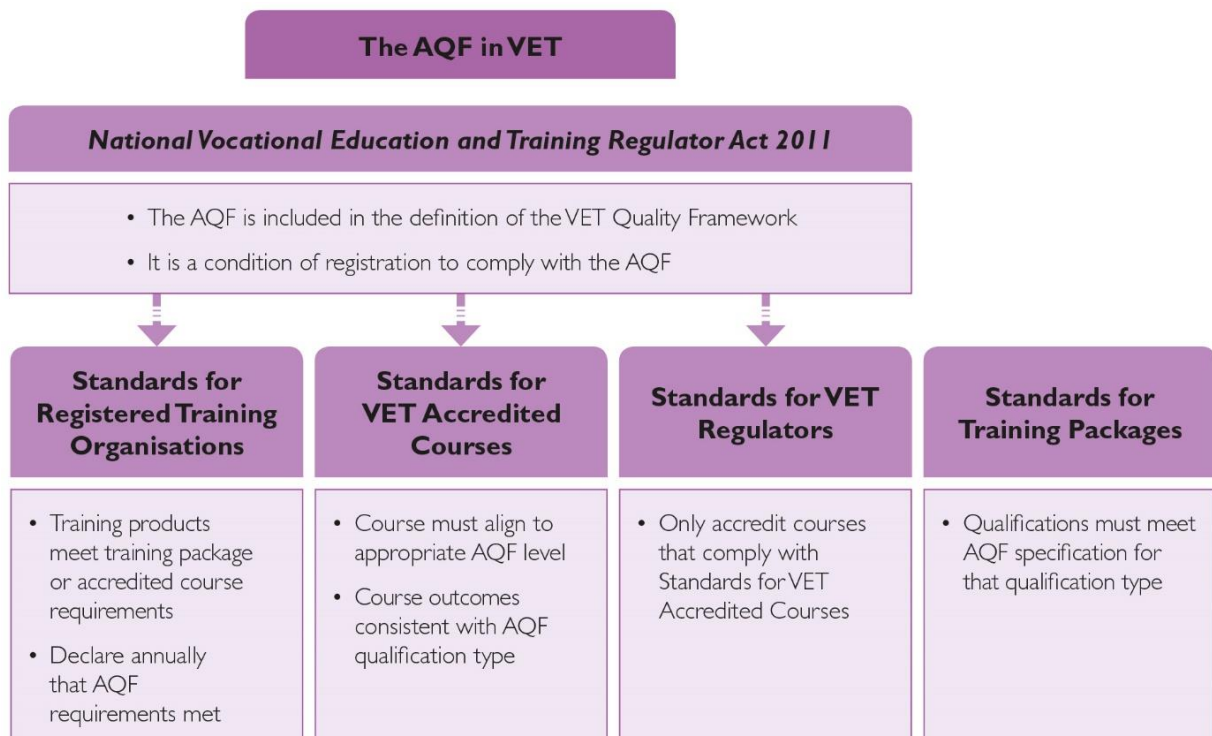 The AQF in VET
National Vocational Education and Training Regulator Act 2011
• The AQF is included in the definition of the VET Quality Framework
• It is a condition of registration to comply with the AQF
Standards for
Registered Training
Organisations
• Training products
meet training package
or accredited course
requirements
• Declare annually
that AQF
requirements met
Standards for
VET Accredited
Courses
• Course must align to
appropriate AQF level
• Course outcomes
consistent with AQF
qualification type
Standards for VET
Regulators
• Only accredit courses
that comply with
Standards for VET
Accredited Courses
Standards for
Training Packages
• Qualifications must meet
AQF specification for
that qualification type